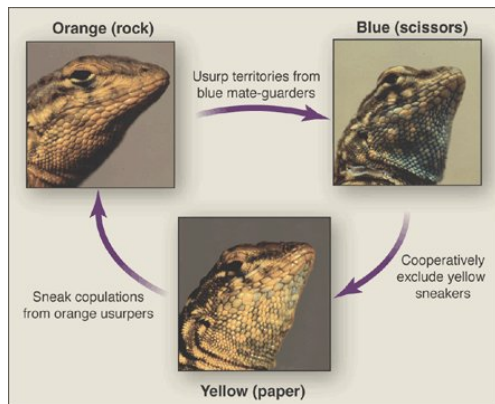 Orange (rock)
Blue (scissors)
Usurp territories from
blue mate-guarders
Cooperatively
exclude yellow
sneakers
Sneak copulations
from orange usurpers
Yellow (paper)